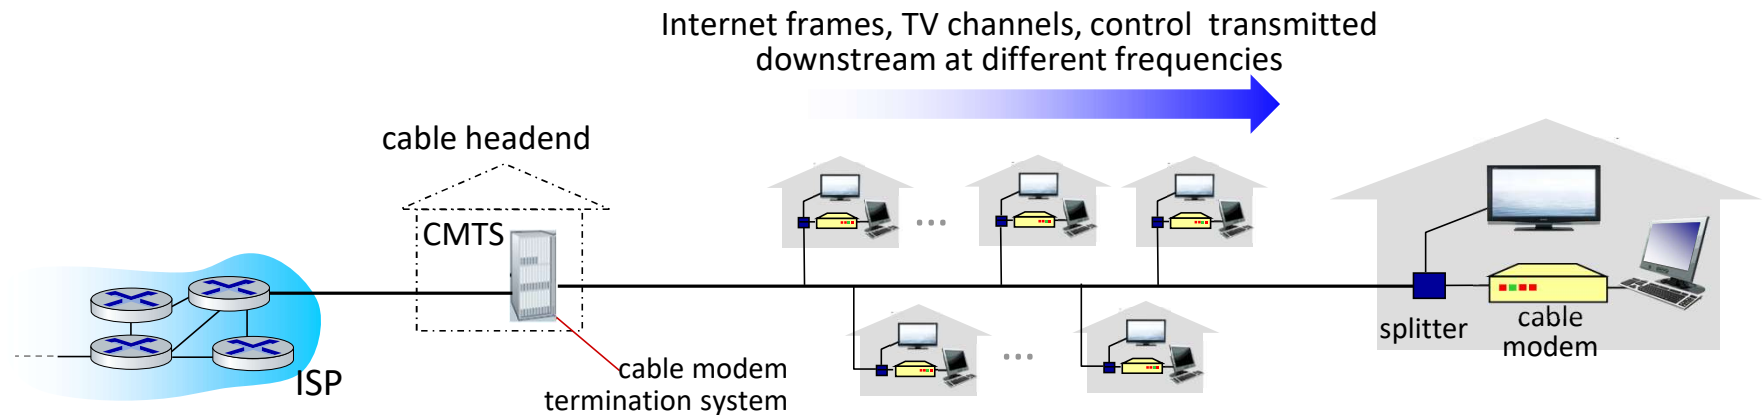 Internet frames, TV channels, control transmitted
downstream at different frequencies
cable headend
CMTS
ISP
cable modem
termination system
splitter
cable
modem